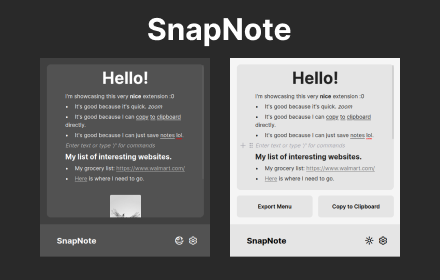 SnapNote
Hello!
I'm showcasing this very nice extension :D
• It's good because it's quick. zoom
• It's good because I can copy to clipboard
directly.
• It's good because I can just save notes lol.
Enter text or type '/' for commands
My list of interesting websites.
• My grocery list: https://www.walmart.com/
• Here is where I need to go.
SnapNote
Hello!
I'm showcasing this very nice extension :D
• It's good because it's quick. zoom
• It's good because I can copy to clipboard
directly.
• It's good because I can just save notes lol.
Enter text or type '/' for commands
My list of interesting websites.
• My grocery list: https://www.walmart.com/
• Here is where I need to go.
Export Menu
Copy to Clipboard
SnapNote